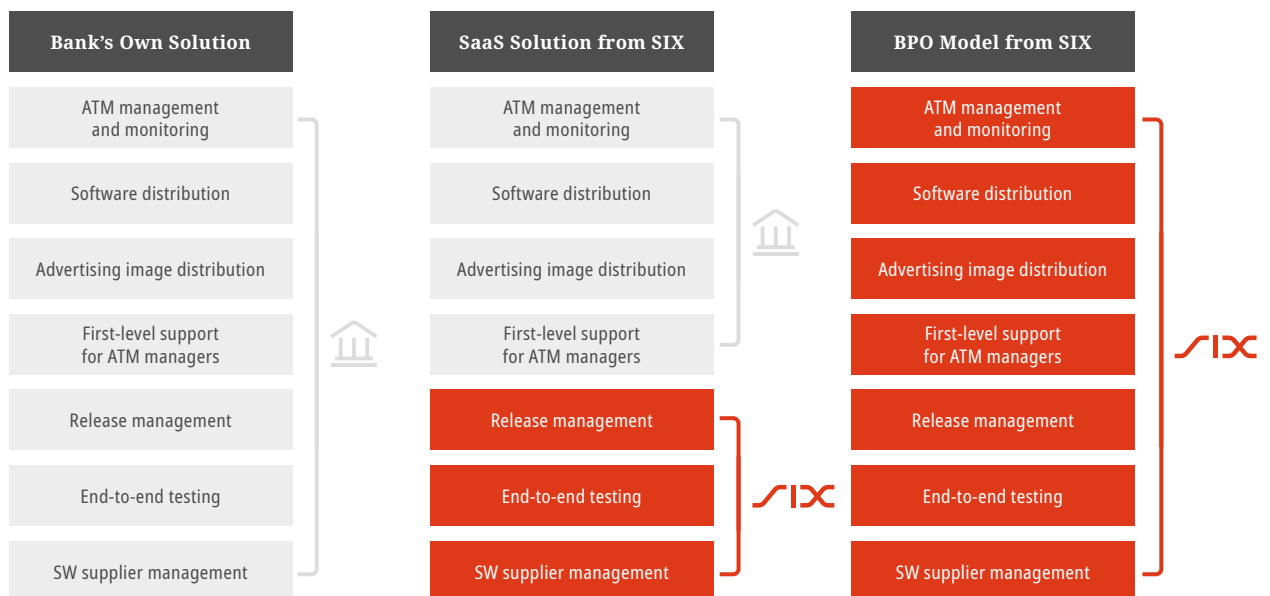 Bank’s Own Solution
ATM management
and monitoring
Software distribution
Advertising image distribution
First-level support
for ATM managers
Release management
End-to-end testing
SW supplier management
SaaS Solution from SIX
ATM management
and monitoring
Software distribution
Advertising image distribution
First-level support
for ATM managers
Release management
End-to-end testing
SW supplier management
SIX
BPO Model from SIX
ATM management
and monitoring
Software distribution
Advertising image distribution
First-level support
for ATM managers
Release management
End-to-end testing
SW supplier management
SIX